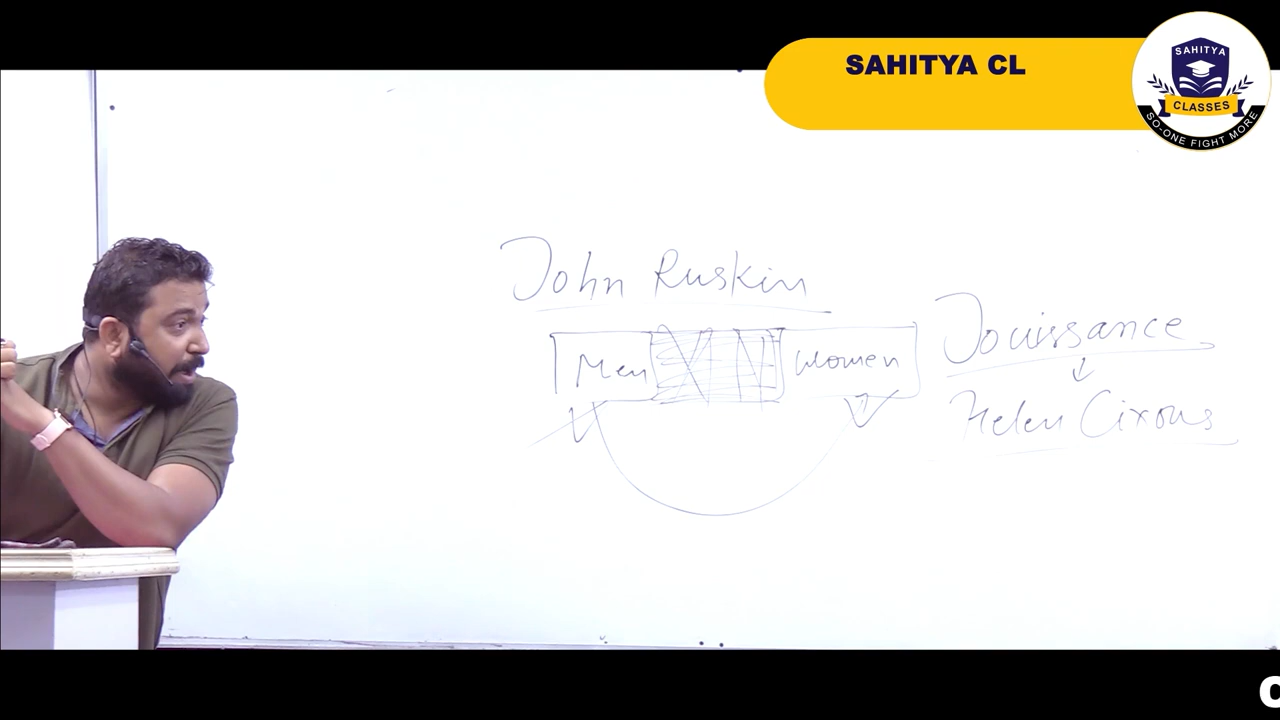 SAHITYA CL
SAHITYA
CLASSES
SO-ONE FIGHT MORE
John Ruskin
Men
Women
Jouissance
Helen Cixous